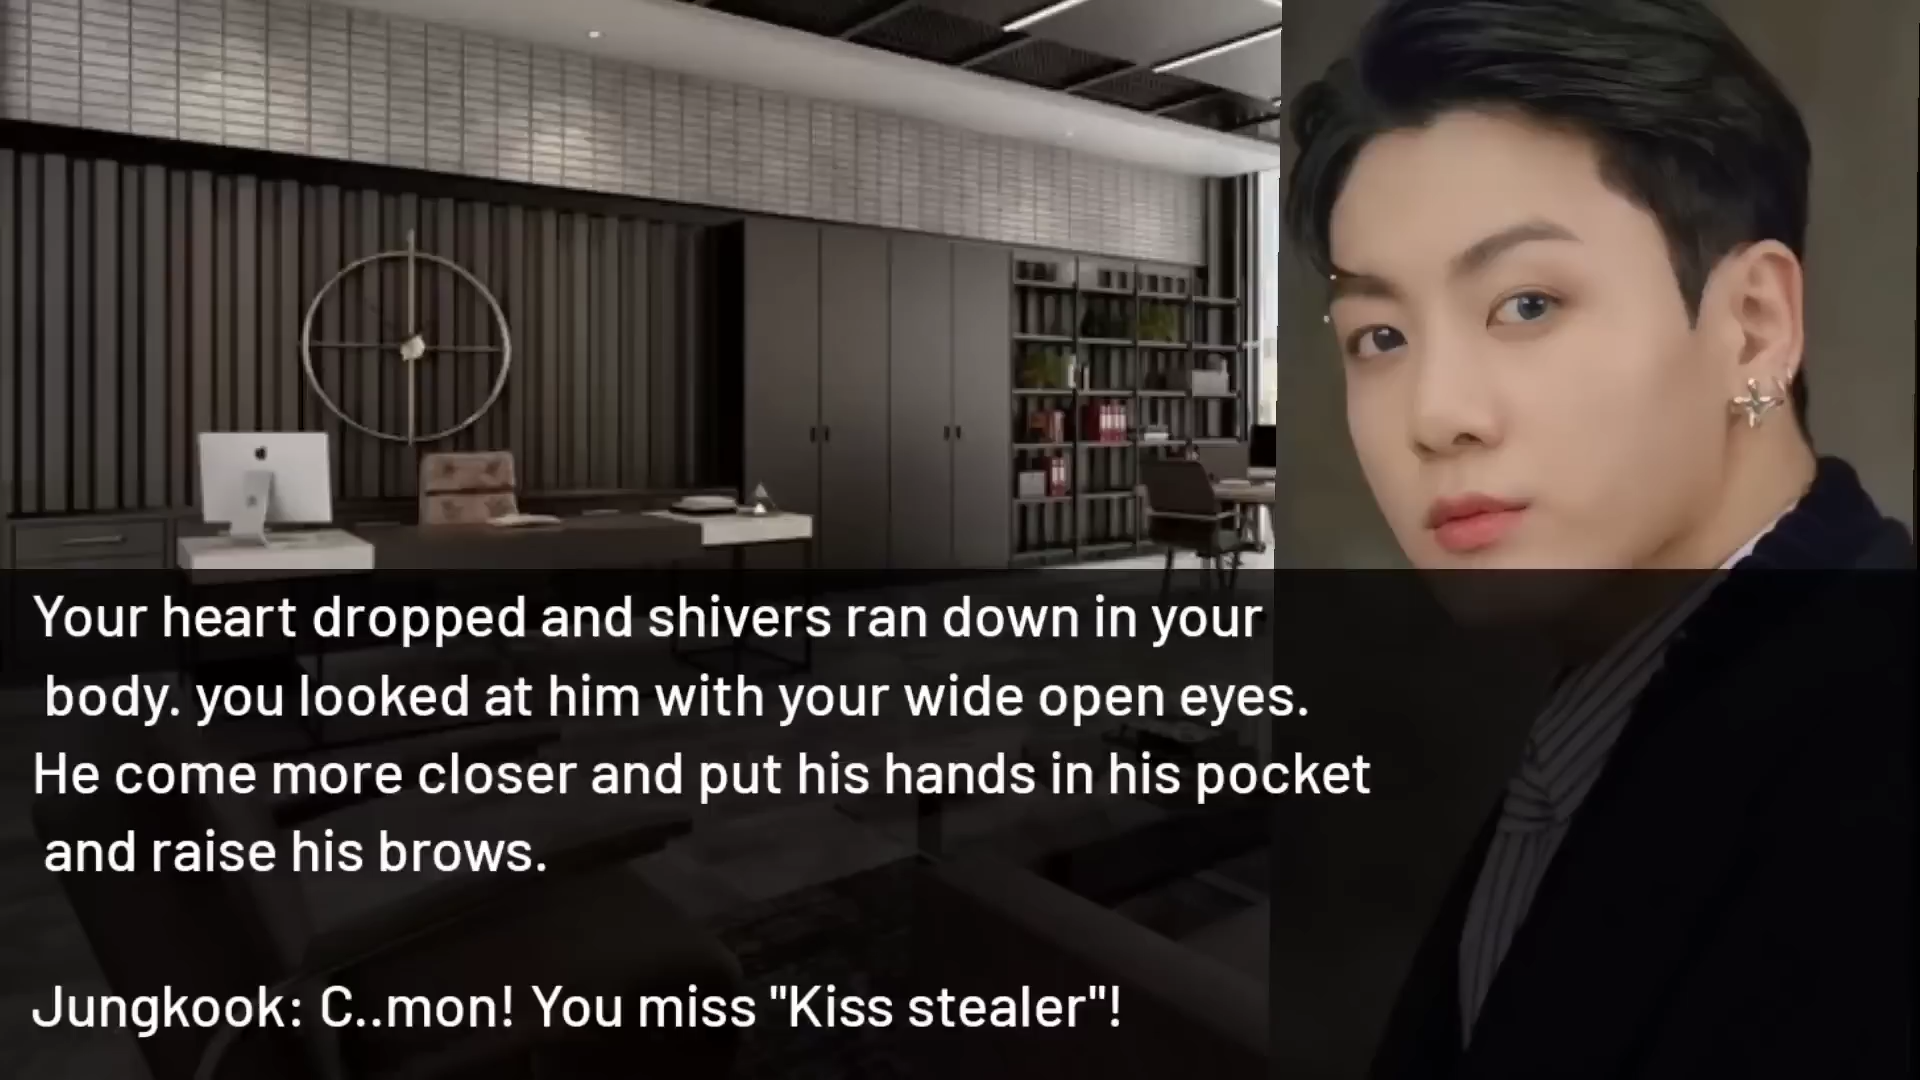 Your heart dropped and shivers ran down in your
body. you looked at him with your wide open eyes.
He come more closer and put his hands in his pocket
and raise his brows.
Jungkook: C..mon! You miss "Kiss stealer"!